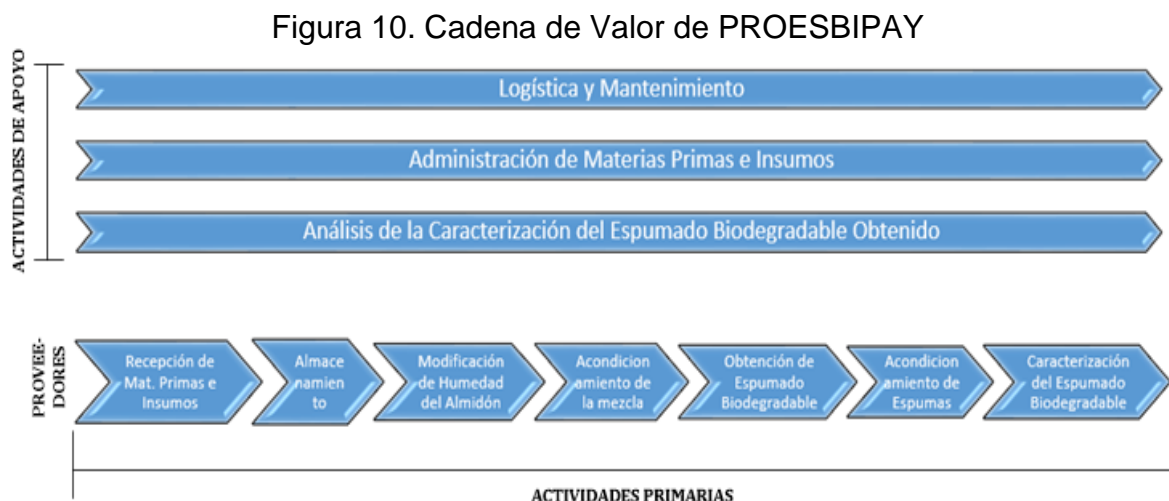 Figura 10. Cadena de Valor de PROESBIPAY
ACTIVIDADES DE APOYO
Logística y Mantenimiento
Administración de Materias Primas e Insumos
Análisis de la Caracterización del Espumado Biodegradable Obtenido
PROVEE-
DORES
Recepción de
Mat. Primas e
Insumos
Almace
namien
to
Modificación
de Humedad
del Almidón
Acondicion
amiento de
la mezcla
Obtención de
Espumado
Biodegradable
Acondicion
amiento de
Espumas
Caracterización
del Espumado
Biodegradable
ACTIVIDADES PRIMARIAS